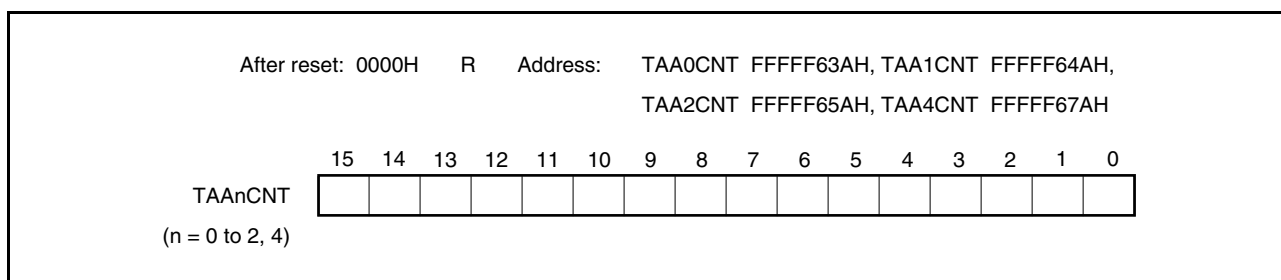 After reset: 0000H R Address: TAA0CNT FFFFF63AH, TAA1CNT FFFFF64AH,
TAA2CNT FFFFF65AH, TAA4CNT FFFFF67AH
15 14 13 12 11 10 9 8 7 6 5 4 3 2 1 0
TAAnCNT
(n = 0 to 2, 4)